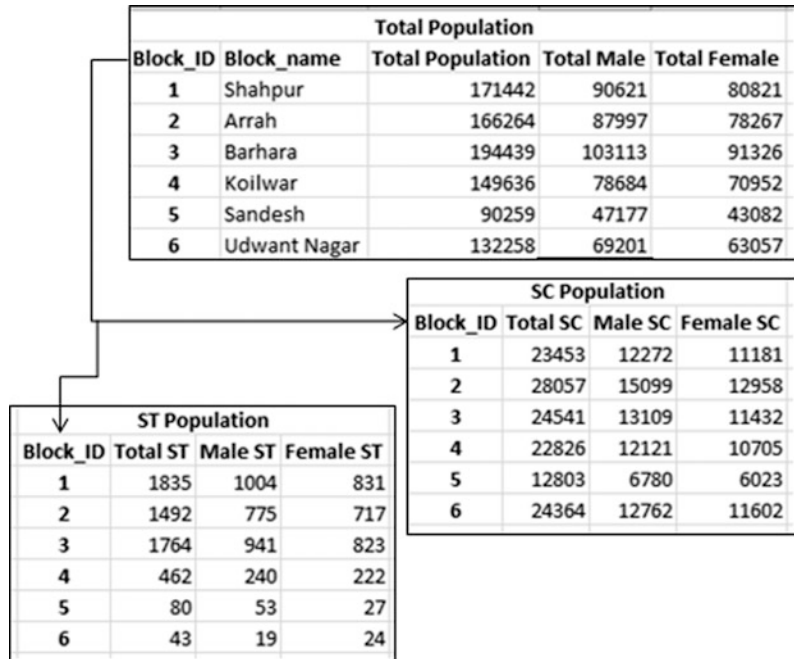 Total Population
Block_ID Block_name Total Population Total Male Total Female
1 Shahpur 171442 90621 80821
2 Arrah 166264 87997 78267
3 Barhara 194439 103113 91326
4 Koilwar 149636 78684 70952
5 Sandesh 90259 47177 43082
6 Udwant Nagar 132258 69201 63057
SC Population
Block_ID Total SC Male SC Female SC
1 23453 12272 11181
2 28057 15099 12958
3 24541 13109 11432
4 22826 12121 10705
5 12803 6780 6023
6 24364 12762 11602
ST Population
Block_ID Total ST Male ST Female ST
1 1835 1004 831
2 1492 775 717
3 1764 941 823
4 462 240 222
5 80 53 27
6 43 19 24